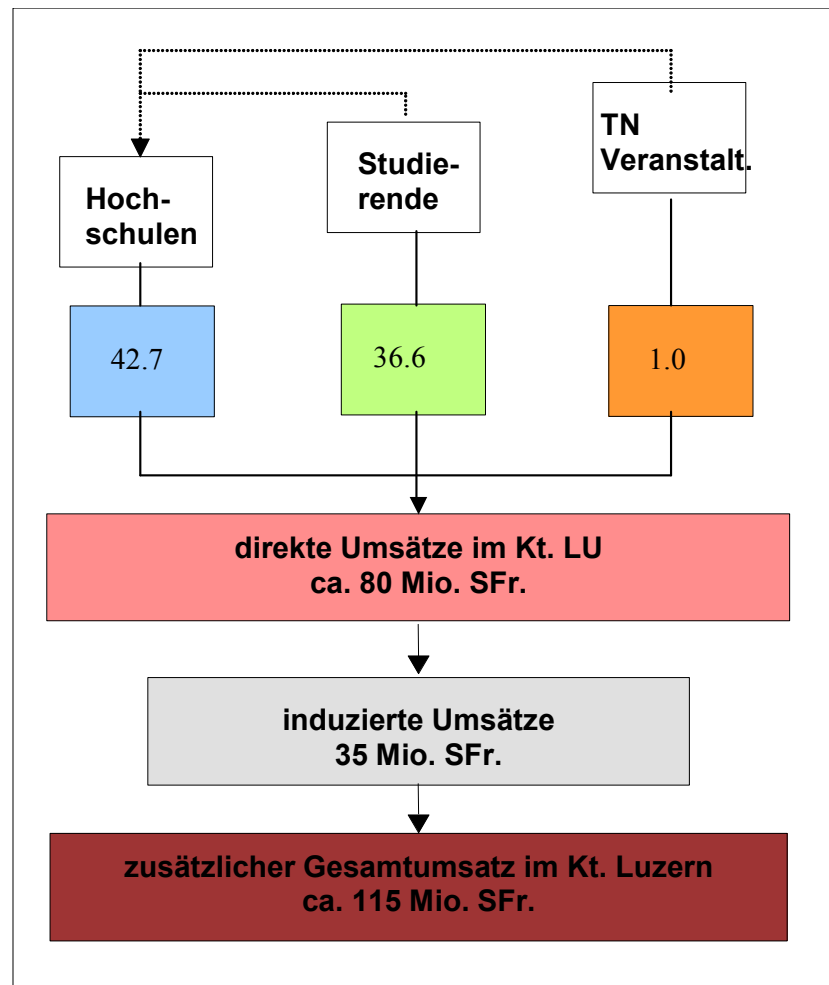 Hoch-
schulen
Studie-
rende
TN
Veranstalt.
42.7
36.6
1.0
direkte Umsätze im Kt. LU
ca. 80 Mio. SFr.
induzierte Umsätze
35 Mio. SFr.
zusätzlicher Gesamtumsatz im Kt. Luzern
ca. 115 Mio. SFr.